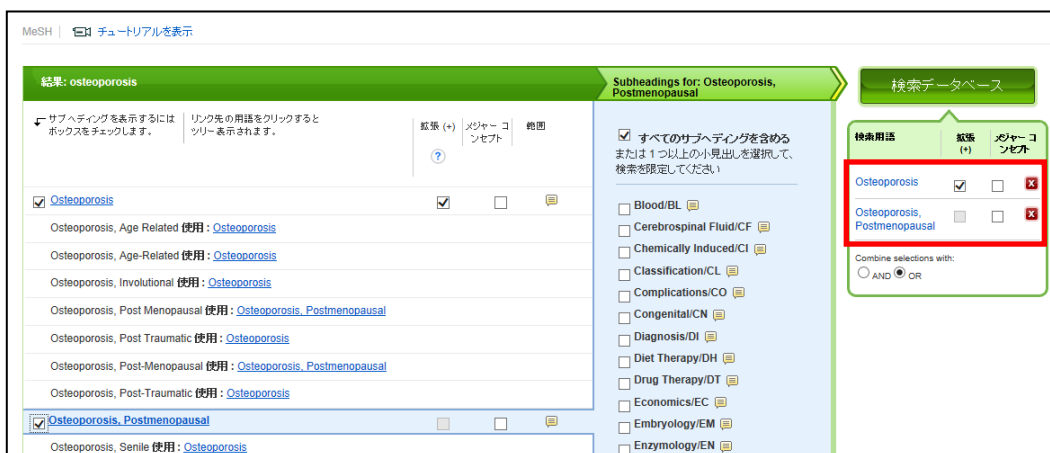 MeSH チュートリアルを表示
結果: osteoporosis
サブヘディングを表示するには
ボックスをチェックします。
リンク先の用語をクリックすると
ツリー表示されます。
拡張 (+)
?
メジャー コ
ンセプト
範囲
Osteoporosis
Osteoporosis, Age Related 使用 : Osteoporosis
Osteoporosis, Age-Related 使用 : Osteoporosis
Osteoporosis, Involutional 使用 : Osteoporosis
Osteoporosis, Post Menopausal 使用 : Osteoporosis, Postmenopausal
Osteoporosis, Post Traumatic 使用 : Osteoporosis
Osteoporosis, Post-Menopausal 使用 : Osteoporosis, Postmenopausal
Osteoporosis, Post-Traumatic 使用 : Osteoporosis
Osteoporosis, Postmenopausal
Osteoporosis, Senile 使用 : Osteoporosis
Subheadings for: Osteoporosis,
Postmenopausal
すべてのサブヘディングを含める
または 1 つ以上の小見出しを選択して、
検索を限定してください
Blood/BL
Cerebrospinal Fluid/CF
Chemically Induced/CI
Classification/CL
Complications/CO
Congenital/CN
Diagnosis/DI
Diet Therapy/DH
Drug Therapy/DT
Economics/EC
Embryology/EM
Enzymology/EN
検索データベース
検索用語
拡張
(+)
メジャー コ
ンセプト
Osteoporosis
Osteoporosis,
Postmenopausal
Combine selections with:
AND OR